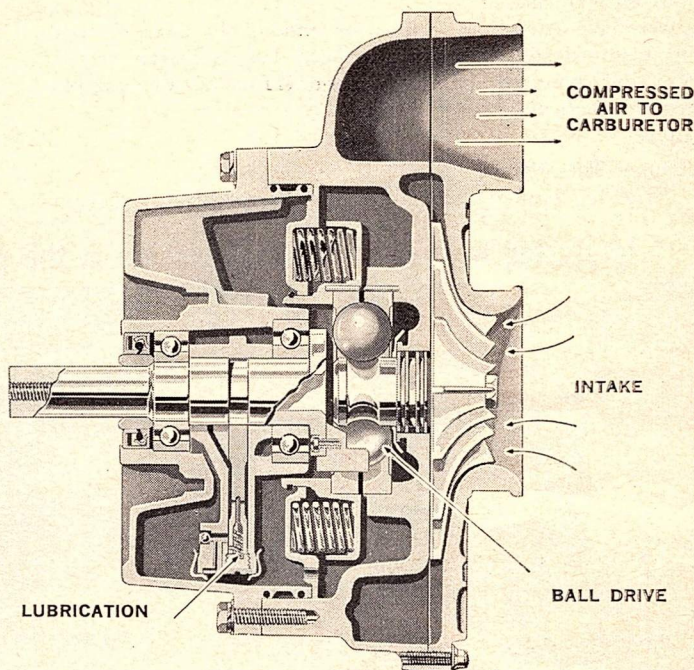 COMPRESSED
AIR TO
CARBURETOR
INTAKE
BALL DRIVE
LUBRICATION